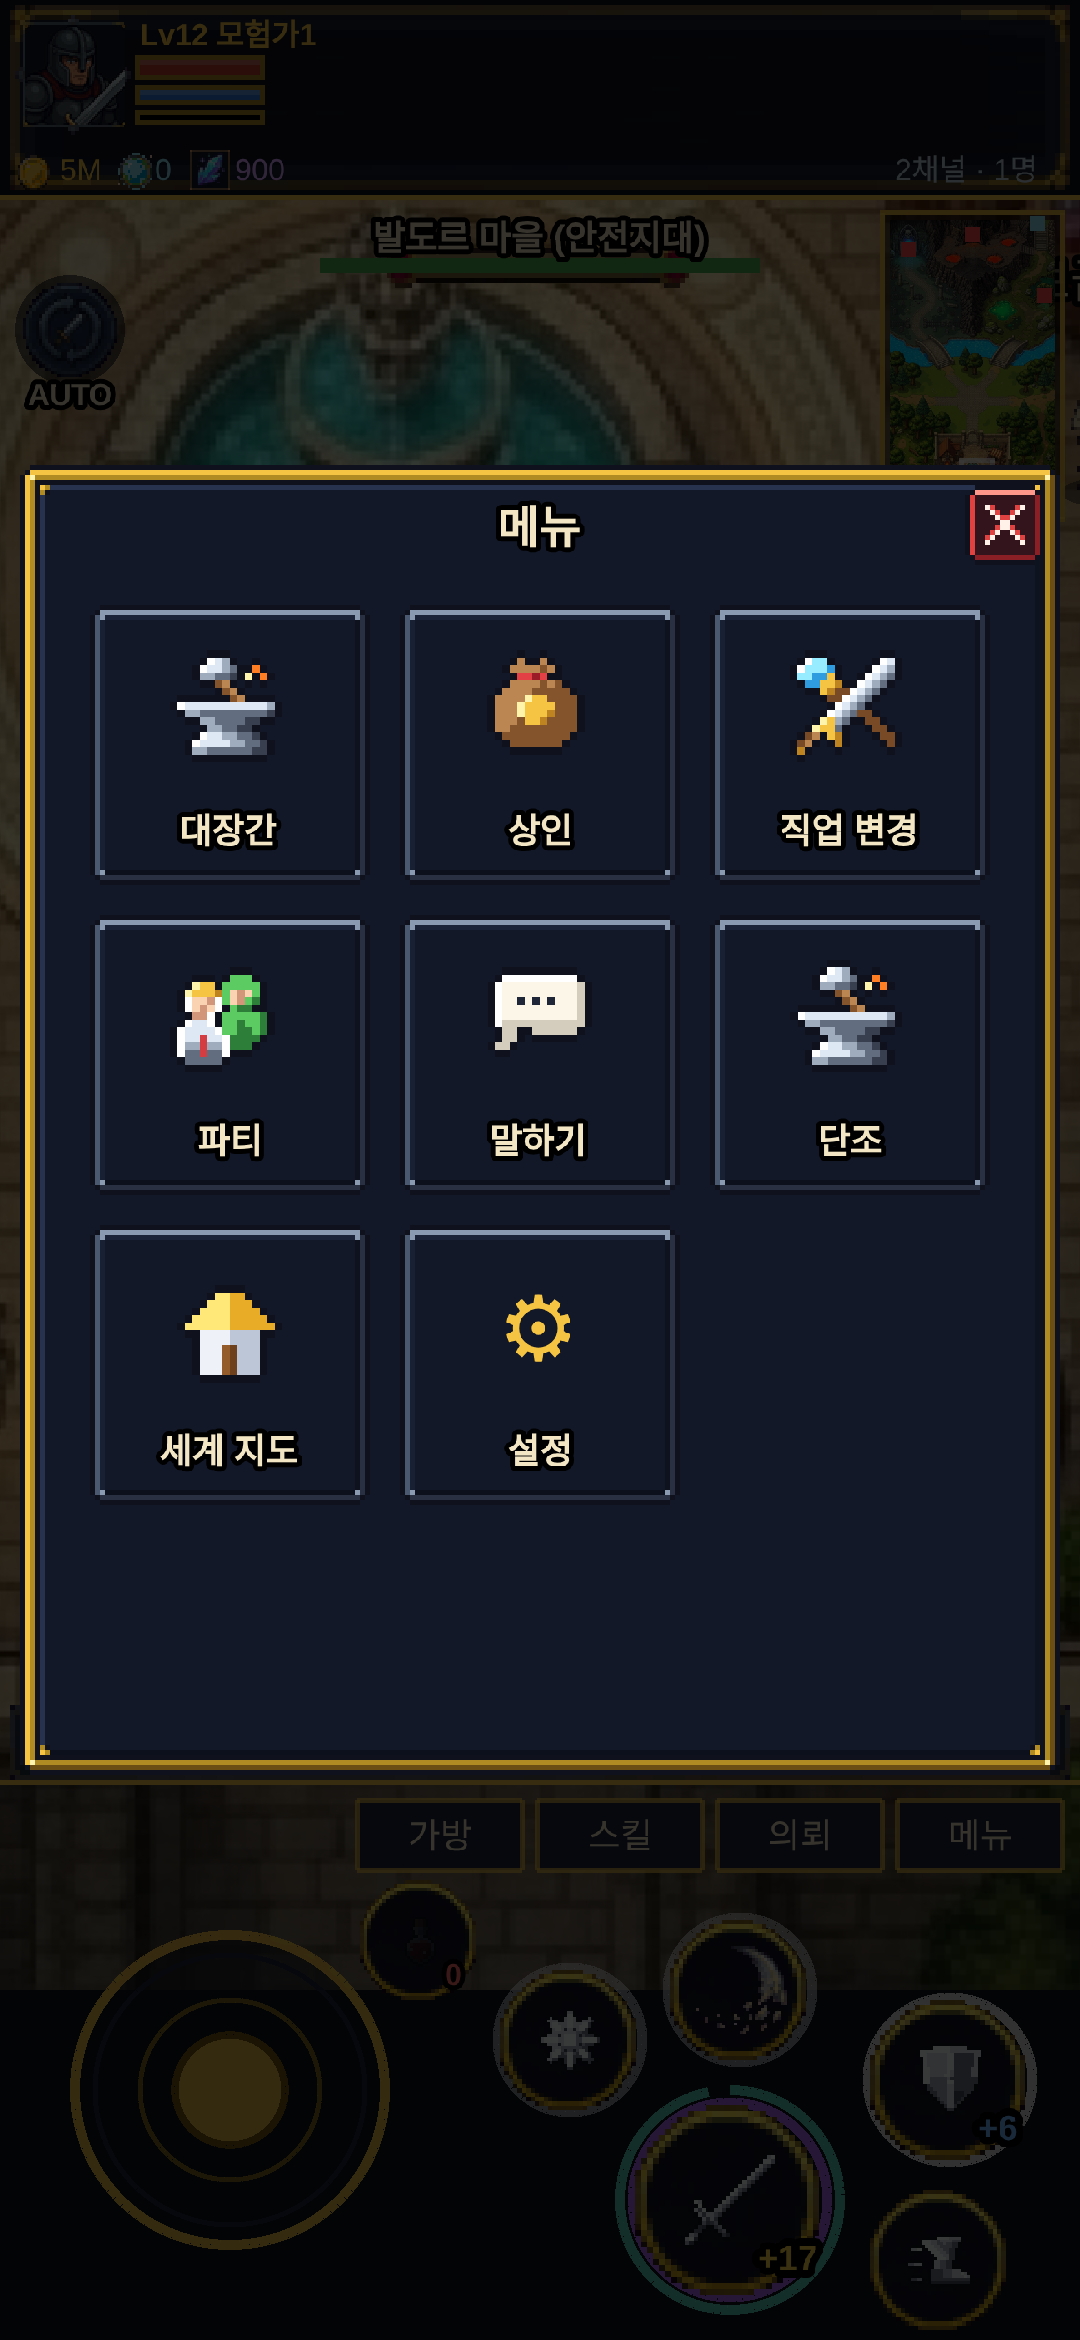 Lv12 모험가1
5M 0 900
2채널 · 1명
발도르 마을 (안전지대)
AUTO
메뉴
대장간
상인
직업 변경
파티
말하기
단조
세계 지도
설정
가방
스킬
의뢰
메뉴
0
+6
+17